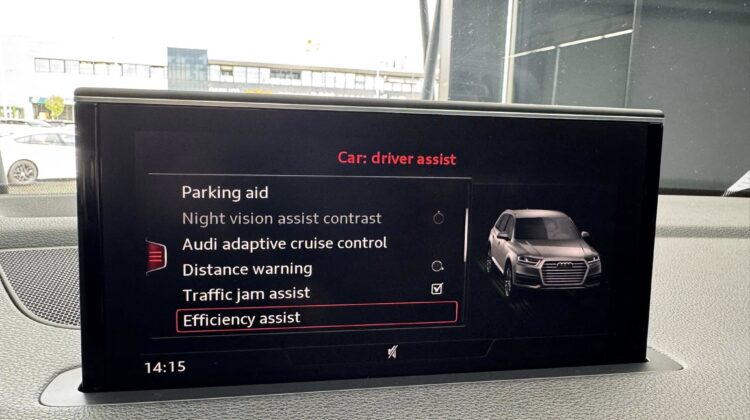 Car: driver assist
Parking aid
Night vision assist contrast
Audi adaptive cruise control
Distance warning
Traffic jam assist
Efficiency assist
14:15